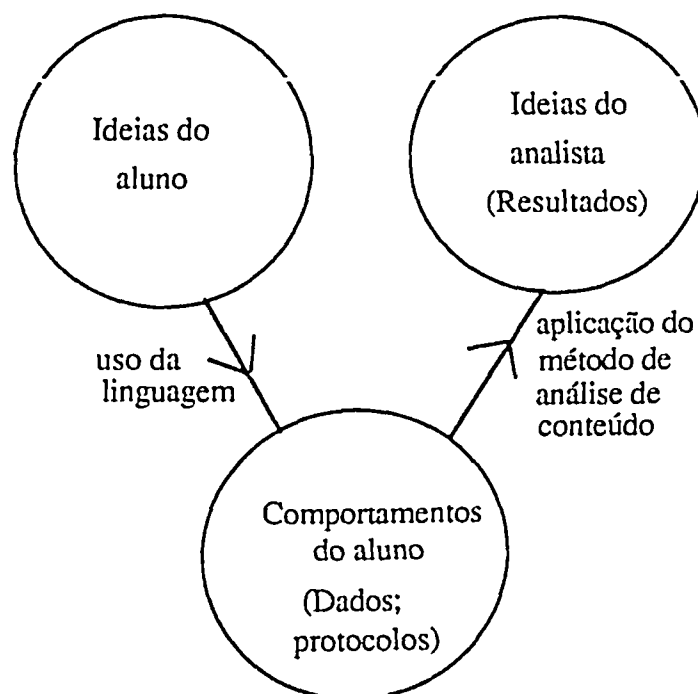 Ideias do
aluno
Ideias do
analista
(Resultados)
uso da
linguagem
aplicação do
método de
análise de
conteúdo
Comportamentos
do aluno
(Dados;
protocolos)